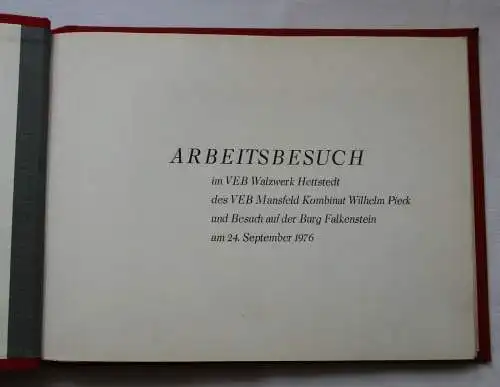 ARBEITSBESUCH
im VEB Walzwerk Hettstedt
des VEB Mansfeld Kombinat Wilhelm Pieck
und Besuch auf der Burg Falkenstein
am 24. September 1976